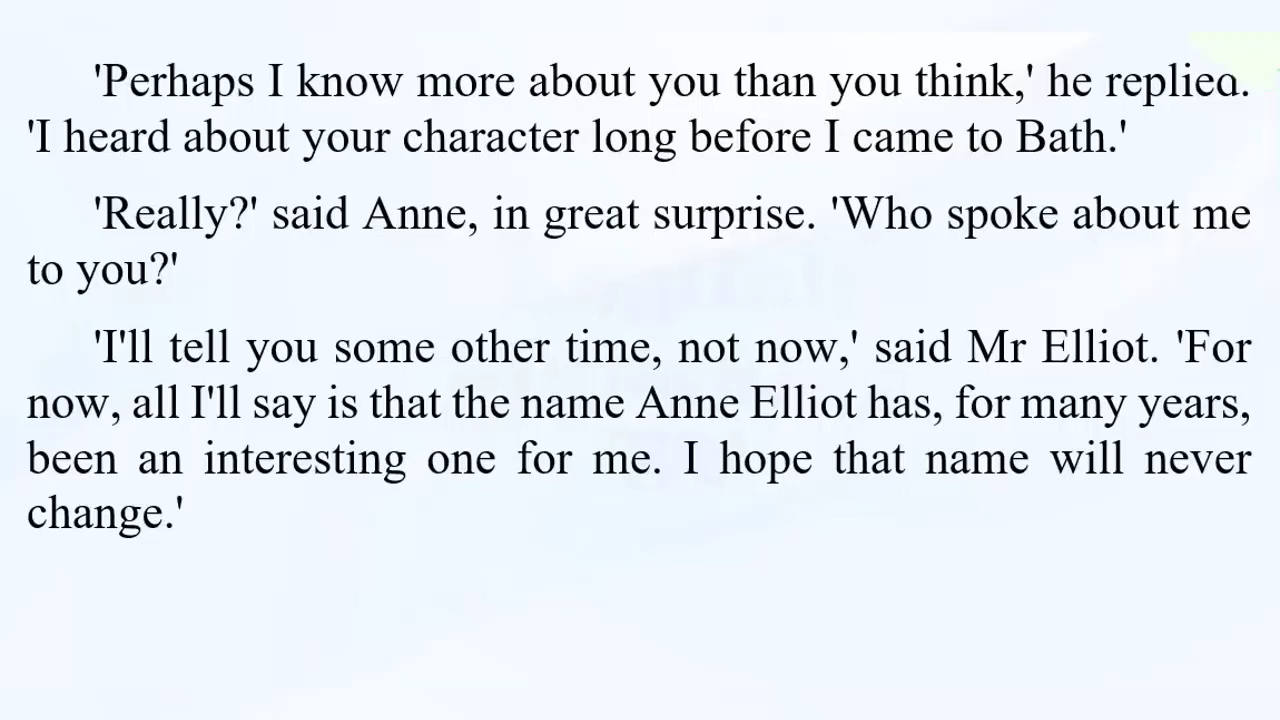 'Perhaps I know more about you than you think,' he replied.
'I heard about your character long before I came to Bath.'
'Really?' said Anne, in great surprise. 'Who spoke about me
to you?'
'I'll tell you some other time, not now,' said Mr Elliot. 'For
now, all I'll say is that the name Anne Elliot has, for many years,
been an interesting one for me. I hope that name will never
change.'